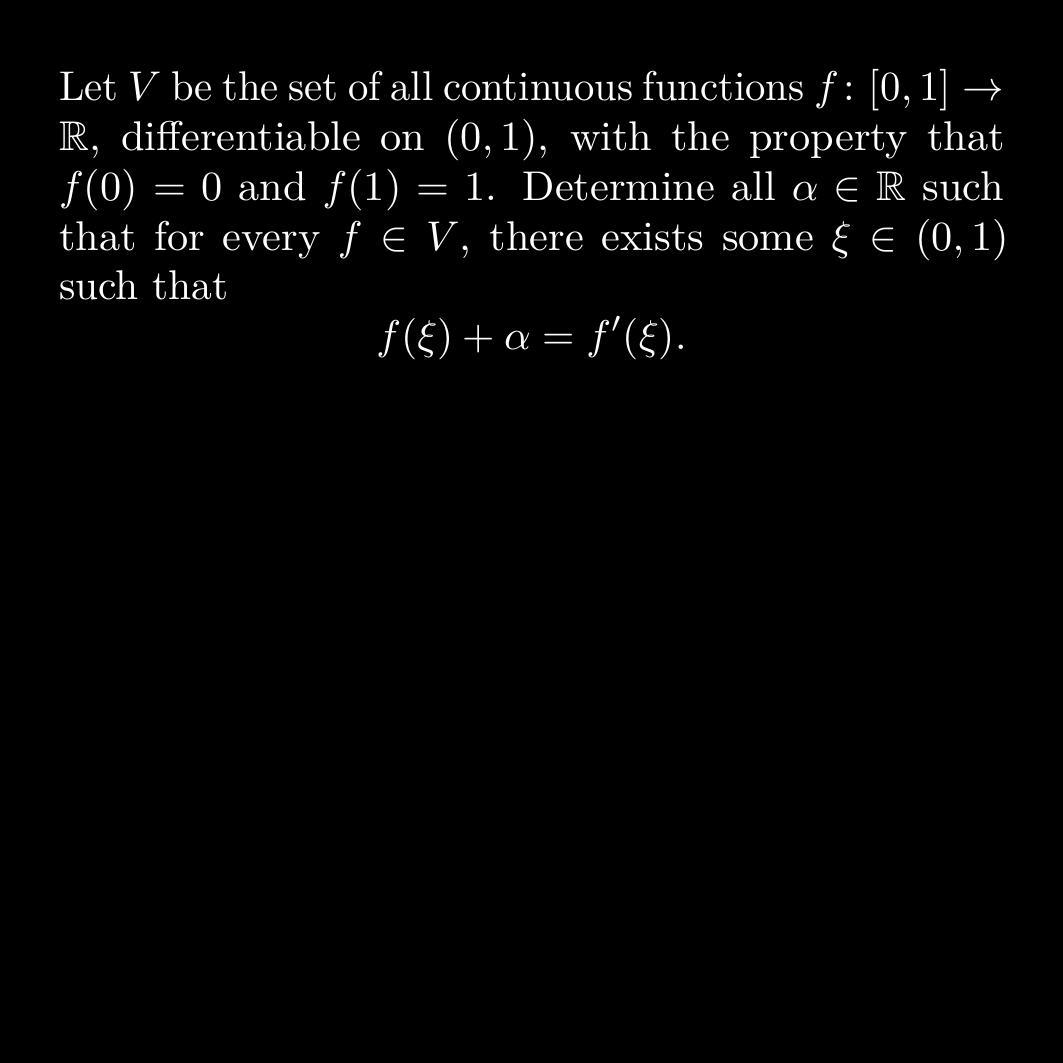 Let V be the set of all continuous functions f: [0, 1] →
ℝ, differentiable on (0, 1), with the property that
f(0) = 0 and f(1) = 1. Determine all α ∈ ℝ such
that for every f ∈ V, there exists some ξ ∈ (0, 1)
such that
f(ξ) + α = f′(ξ).